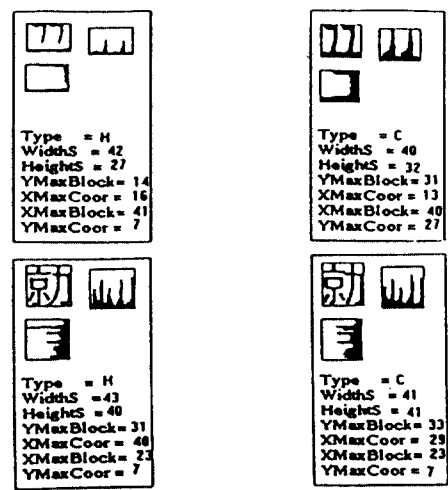 Type = H
WidthS = 42
HeightS = 27
YMaxBlock= 14
XMaxCoor = 16
XMaxBlock= 41
YMaxCoor = 7
Type = C
WidthS = 40
HeightS = 32
YMaxBlock= 31
XMaxCoor = 13
XMaxBlock= 40
YMaxCoor = 27
Type = H
WidthS =43
HeightS = 40
YMaxBlock= 31
XMaxCoor = 40
XMaxBlock= 23
YMaxCoor = 7
Type = C
WidthS = 41
HeightS = 41
YMaxBlock= 33
XMaxCoor = 29
XMaxBlock= 23
YMaxCoor = 7